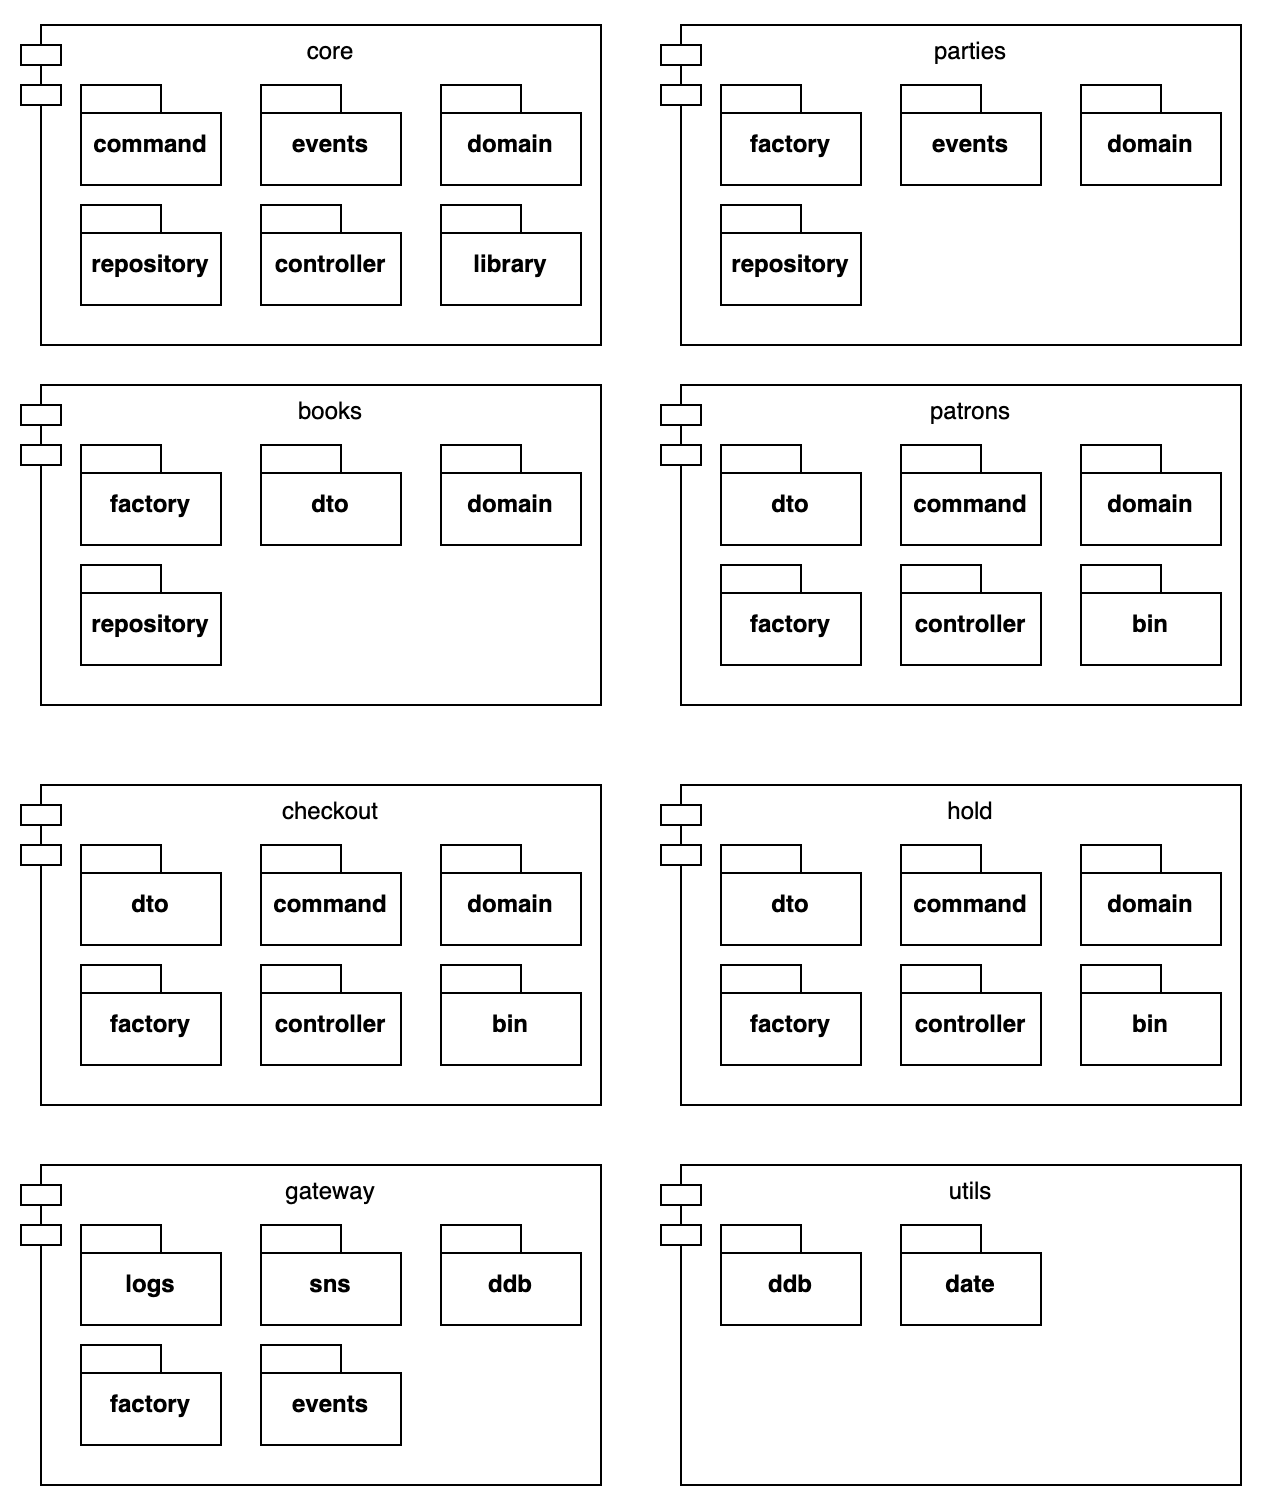 core
command
events
domain
repository
controller
library
parties
factory
events
domain
repository
books
factory
dto
domain
repository
patrons
dto
command
domain
factory
controller
bin
checkout
dto
command
domain
factory
controller
bin
hold
dto
command
domain
factory
controller
bin
gateway
logs
sns
ddb
factory
events
utils
ddb
date